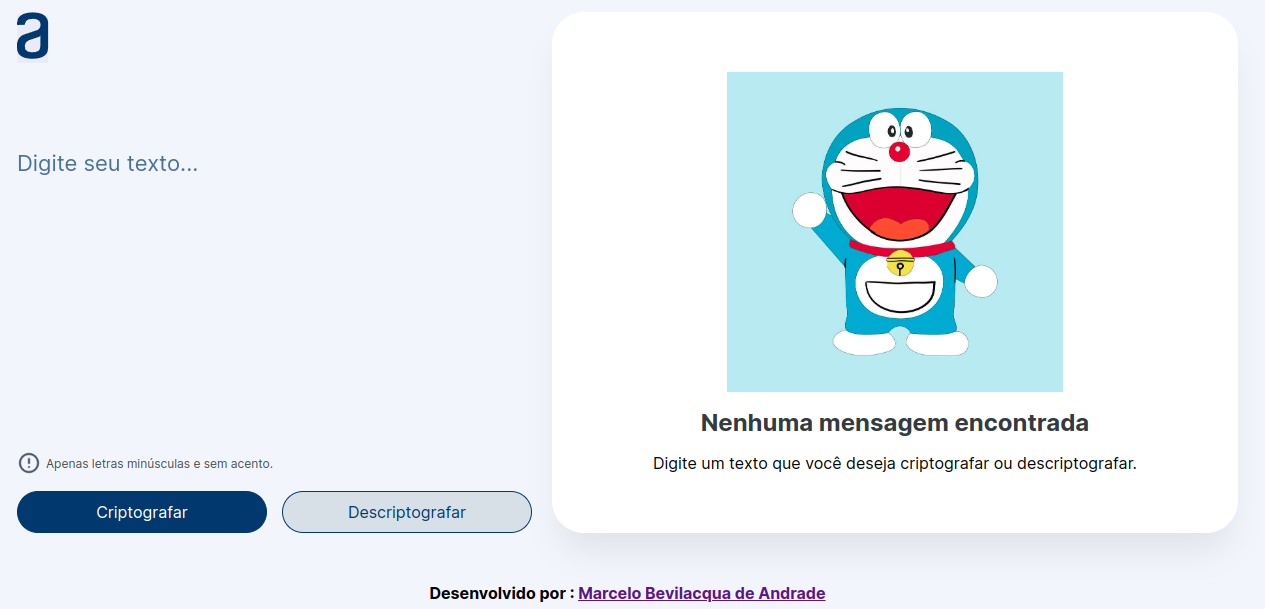 a
Digite seu texto...
Apenas letras minúsculas e sem acento.
Criptografar
Descriptografar
Nenhuma mensagem encontrada
Digite um texto que você deseja criptografar ou descriptografar.
Desenvolvido por : Marcelo Bevilacqua de Andrade